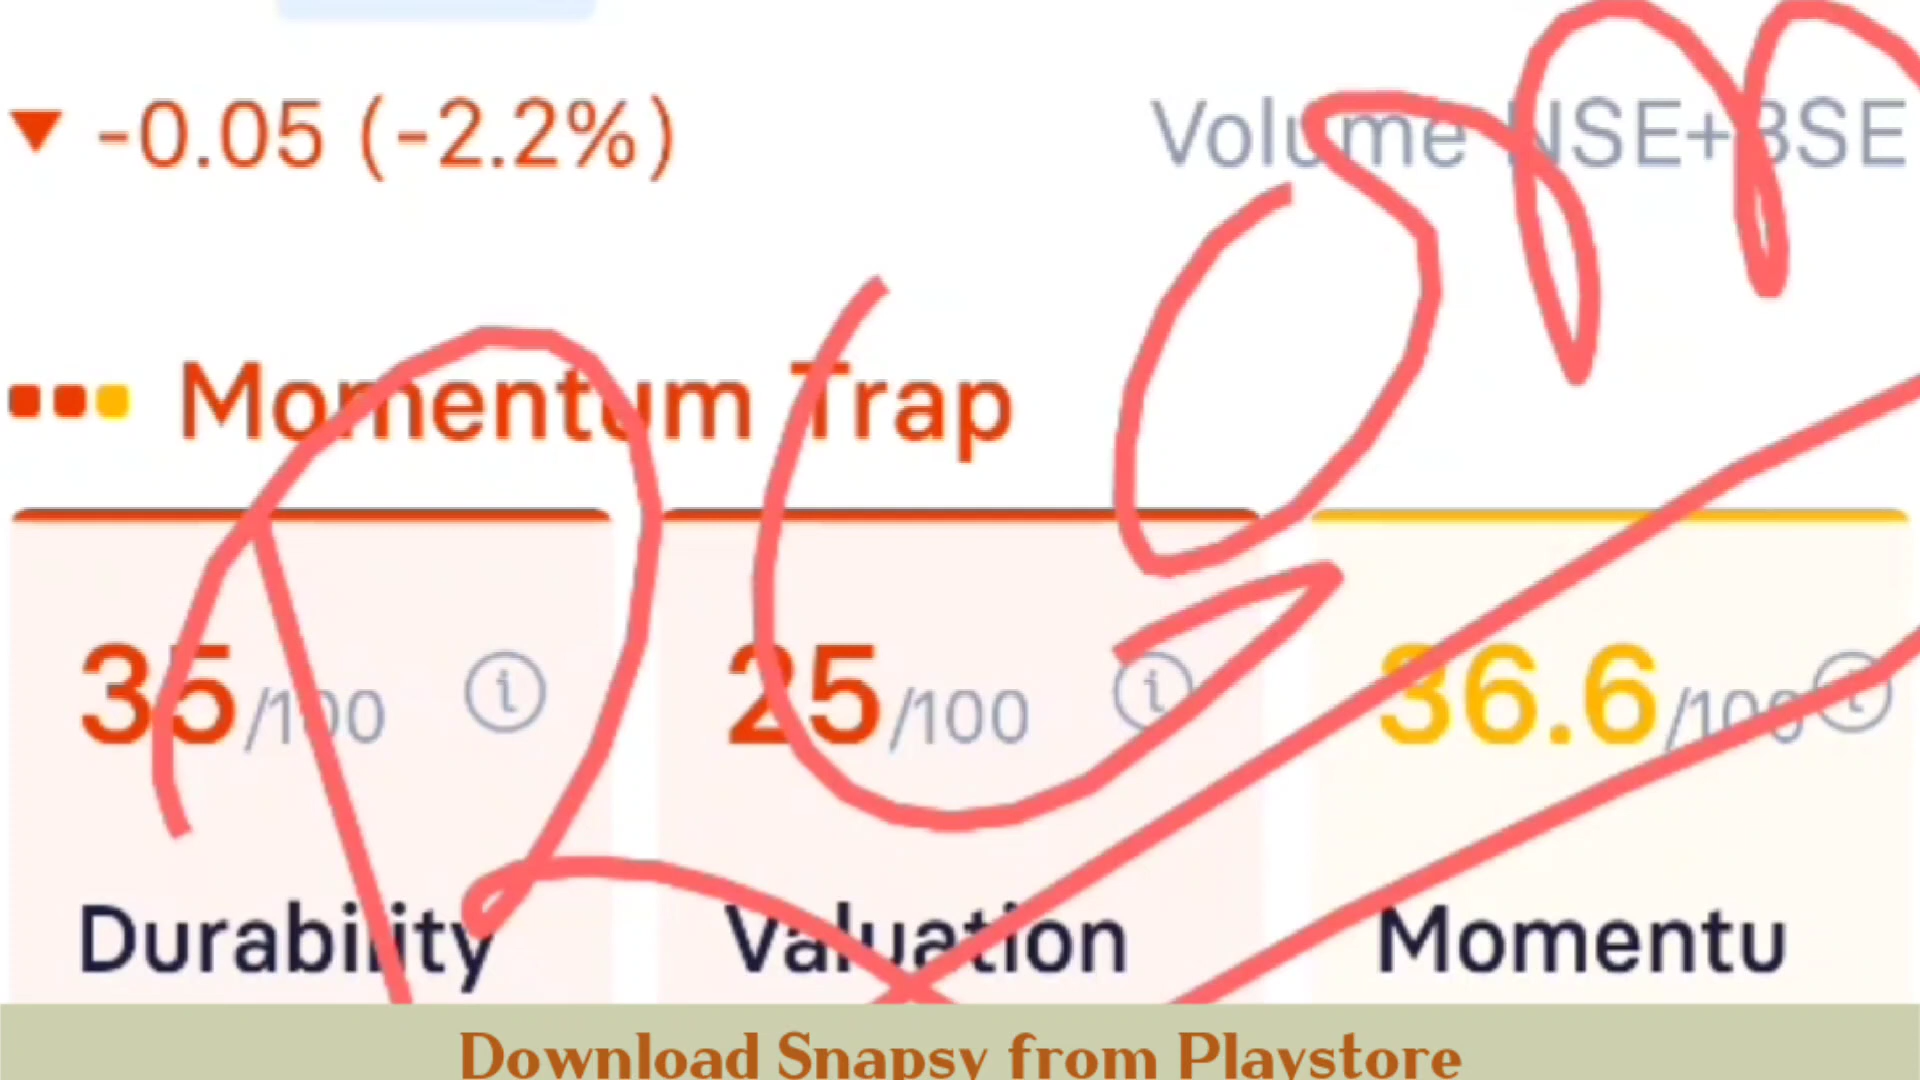 ▼ -0.05 (-2.2%)
Volume NSE+BSE
Momentum Trap
35/100
25/100
36.6/100
Durability
Valuation
Momentu
RCom
Download Snapsy from Playstore